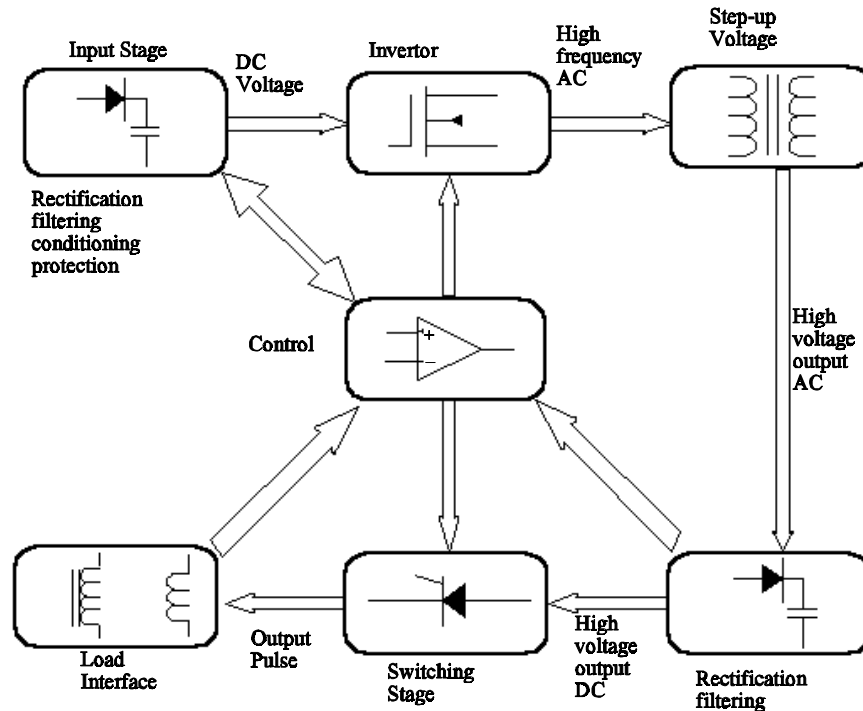 Input Stage
DC
Voltage
Invertor
High
frequency
AC
Step-up
Voltage
Rectification
filtering
conditioning
protection
Control
+
−
High
voltage
output
AC
Load
Interface
Output
Pulse
Switching
Stage
High
voltage
output
DC
Rectification
filtering